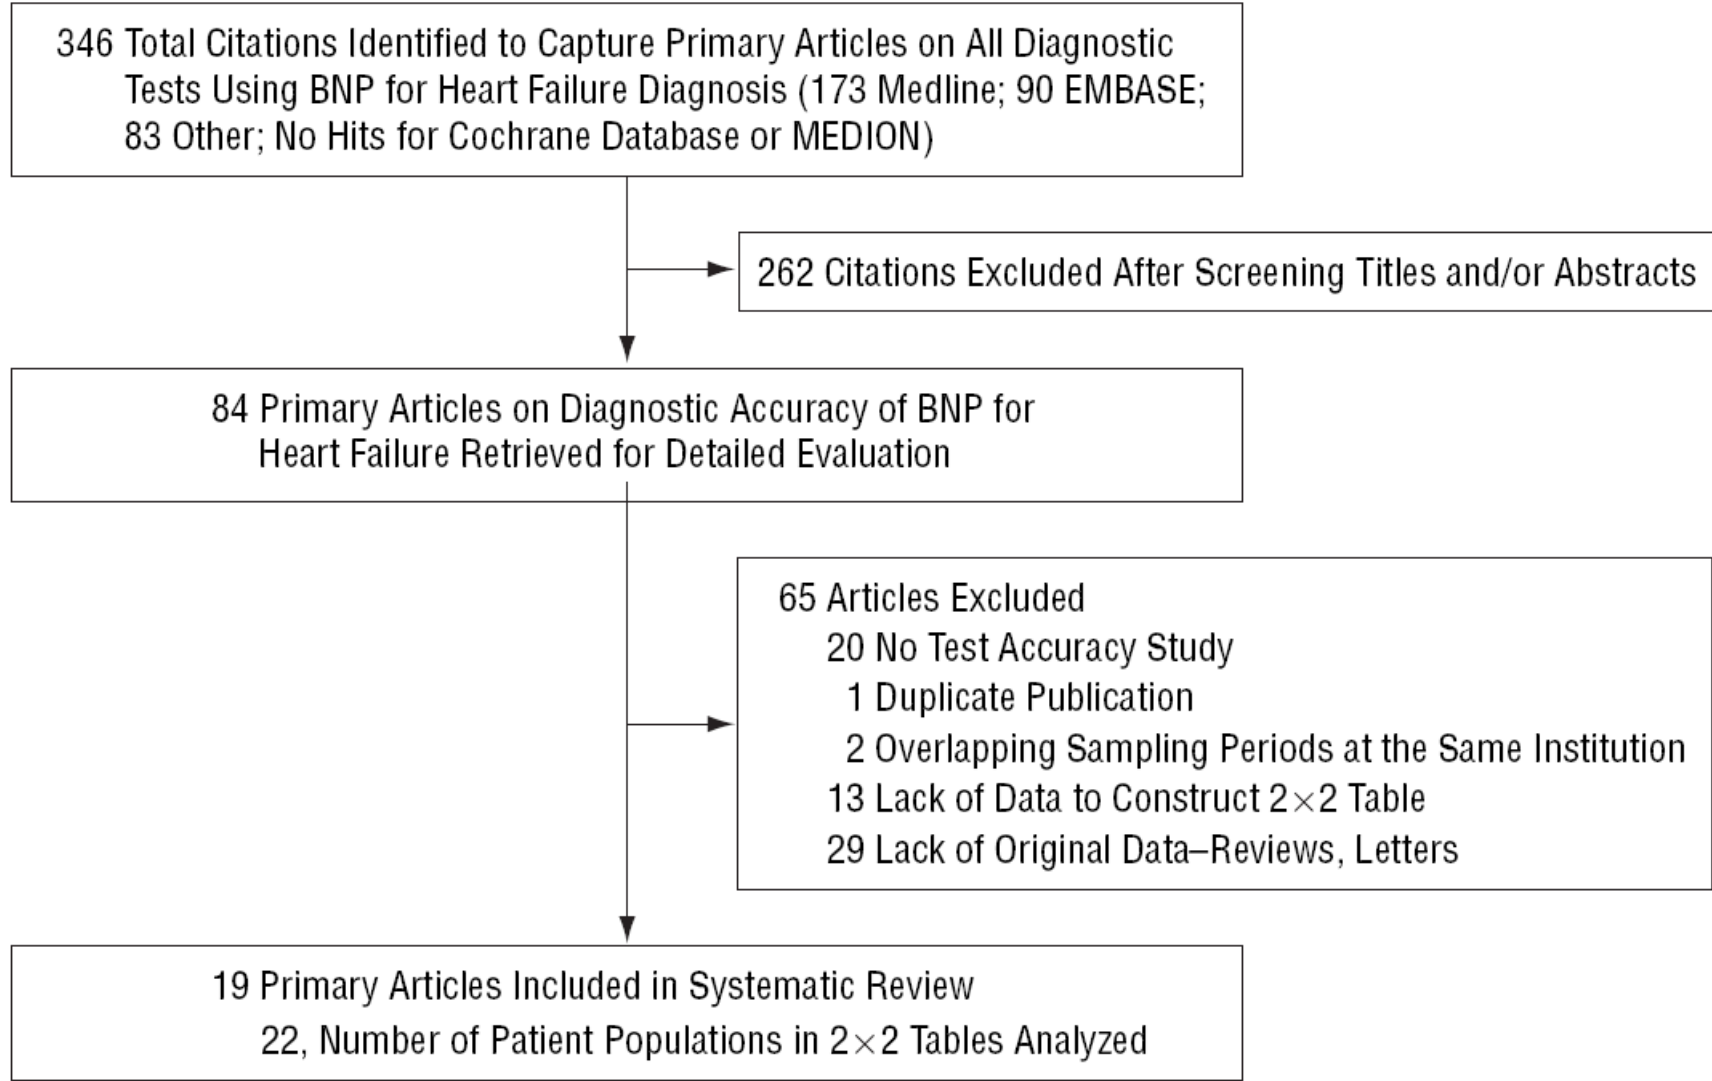 346 Total Citations Identified to Capture Primary Articles on All Diagnostic
Tests Using BNP for Heart Failure Diagnosis (173 Medline; 90 EMBASE;
83 Other; No Hits for Cochrane Database or MEDION)
262 Citations Excluded After Screening Titles and/or Abstracts
84 Primary Articles on Diagnostic Accuracy of BNP for
Heart Failure Retrieved for Detailed Evaluation
65 Articles Excluded
20 No Test Accuracy Study
1 Duplicate Publication
2 Overlapping Sampling Periods at the Same Institution
13 Lack of Data to Construct 2×2 Table
29 Lack of Original Data–Reviews, Letters
19 Primary Articles Included in Systematic Review
22, Number of Patient Populations in 2×2 Tables Analyzed